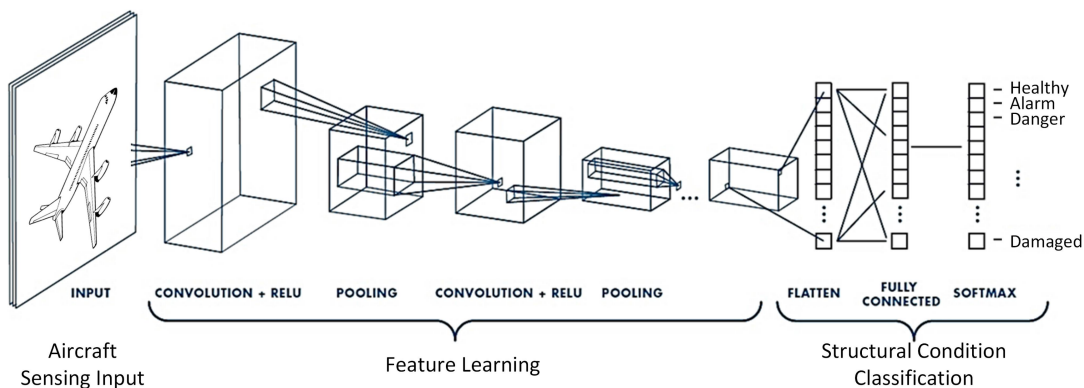 Healthy
Alarm
Danger
...
Damaged
INPUT
CONVOLUTION + RELU
POOLING
CONVOLUTION + RELU
POOLING
FLATTEN
FULLY
CONNECTED
SOFTMAX
Aircraft
Sensing Input
Feature Learning
Structural Condition
Classification